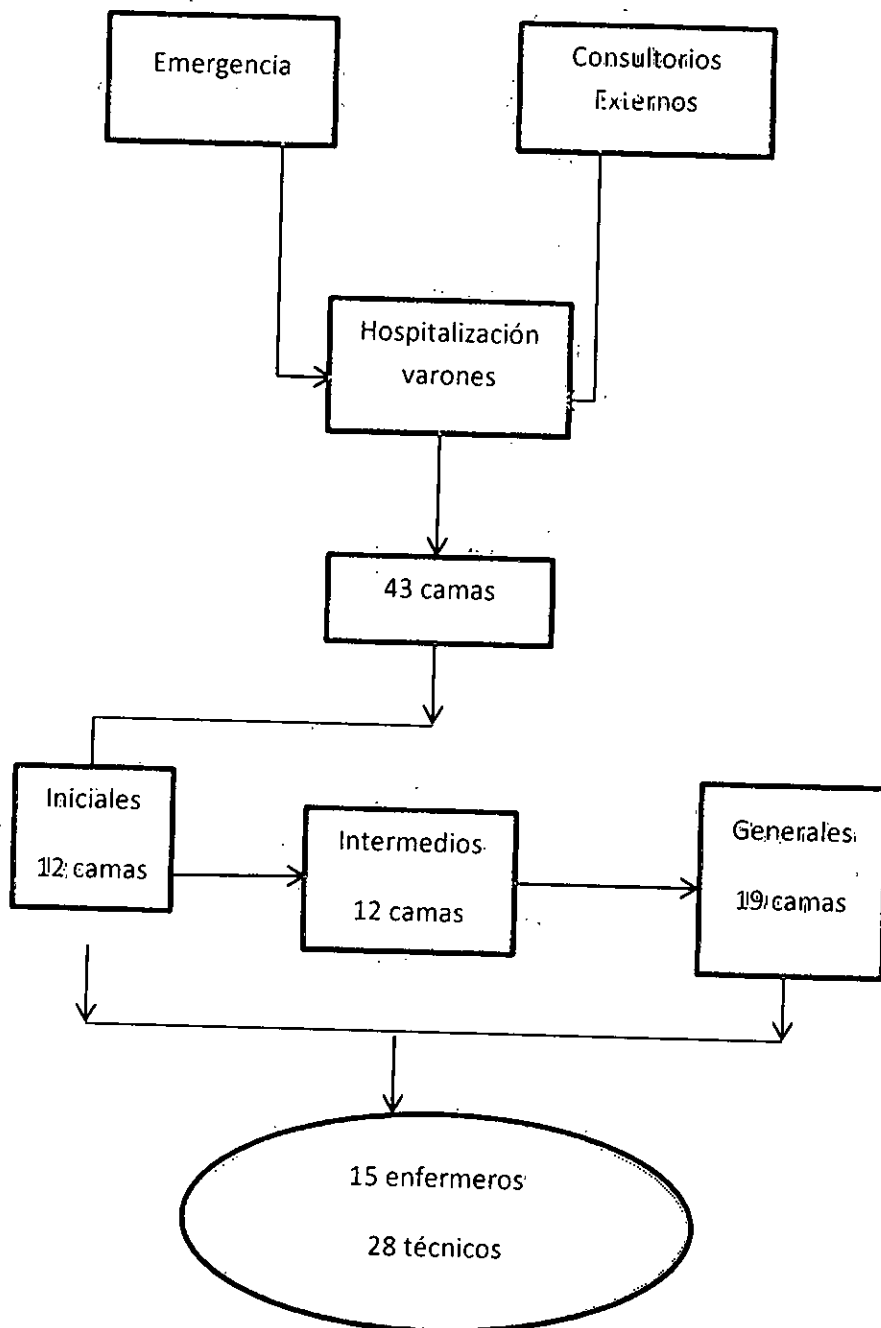 Emergencia
Consultorios
Externos
Hospitalización
varones
43 camas
Iniciales
12 camas
Intermedios
12 camas
Generales
19 camas
15 enfermeros
28 técnicos